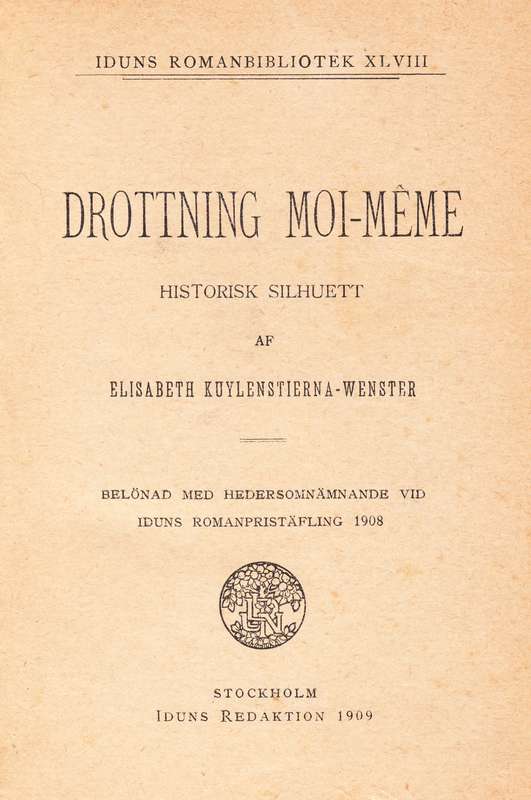 IDUNS ROMANBIBLIOTEK XLVIII
DROTTNING MOI-MÊME
HISTORISK SILHUETT
AF
ELISABETH KUYLENSTIERNA-WENSTER
BELÖNAD MED HEDERSOMNÄMNANDE VID
IDUNS ROMANPRISTÄFLING 1908
STOCKHOLM
IDUNS REDAKTION 1909